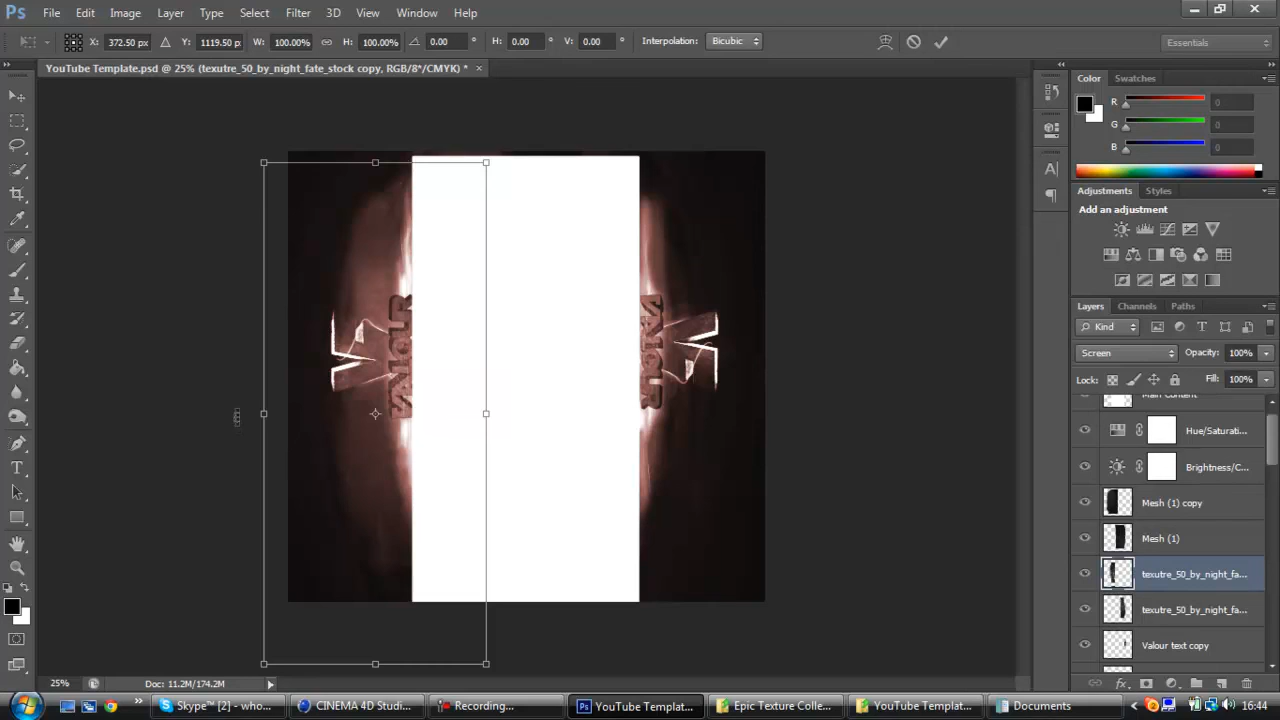 Ps File Edit Image Layer Type Select Filter 3D View Window Help
X: 372.50 px Y: 1119.50 px W: 100.00% H: 100.00% 0.00 ° H: 0.00 ° V: 0.00 ° Interpolation: Bicubic Essentials
YouTube Template.psd @ 25% (texutre_50_by_night_fate_stock copy, RGB/8*/CMYK) * ×
Color Swatches
R 0
G 0
B 0
Adjustments Styles
Add an adjustment
Layers Channels Paths
Kind
Screen Opacity: 100%
Lock: Fill: 100%
Main Content
Hue/Saturati...
Brightness/C...
Mesh (1) copy
Mesh (1)
texutre_50_by_night_fa...
texutre_50_by_night_fa...
Valour text copy
VALOUR
VALOUR
25% Doc: 11.2M/174.2M
Skype™ [2] - who... CINEMA 4D Studi... Recording... YouTube Templat... Epic Texture Colle... YouTube Templat... Documents 16:44